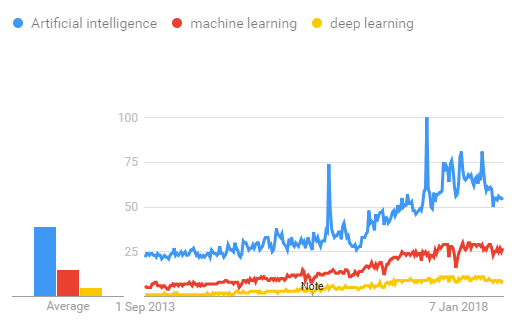 Artificial intelligence machine learning deep learning
100
75
50
25
Note
Average 1 Sep 2013 7 Jan 2018